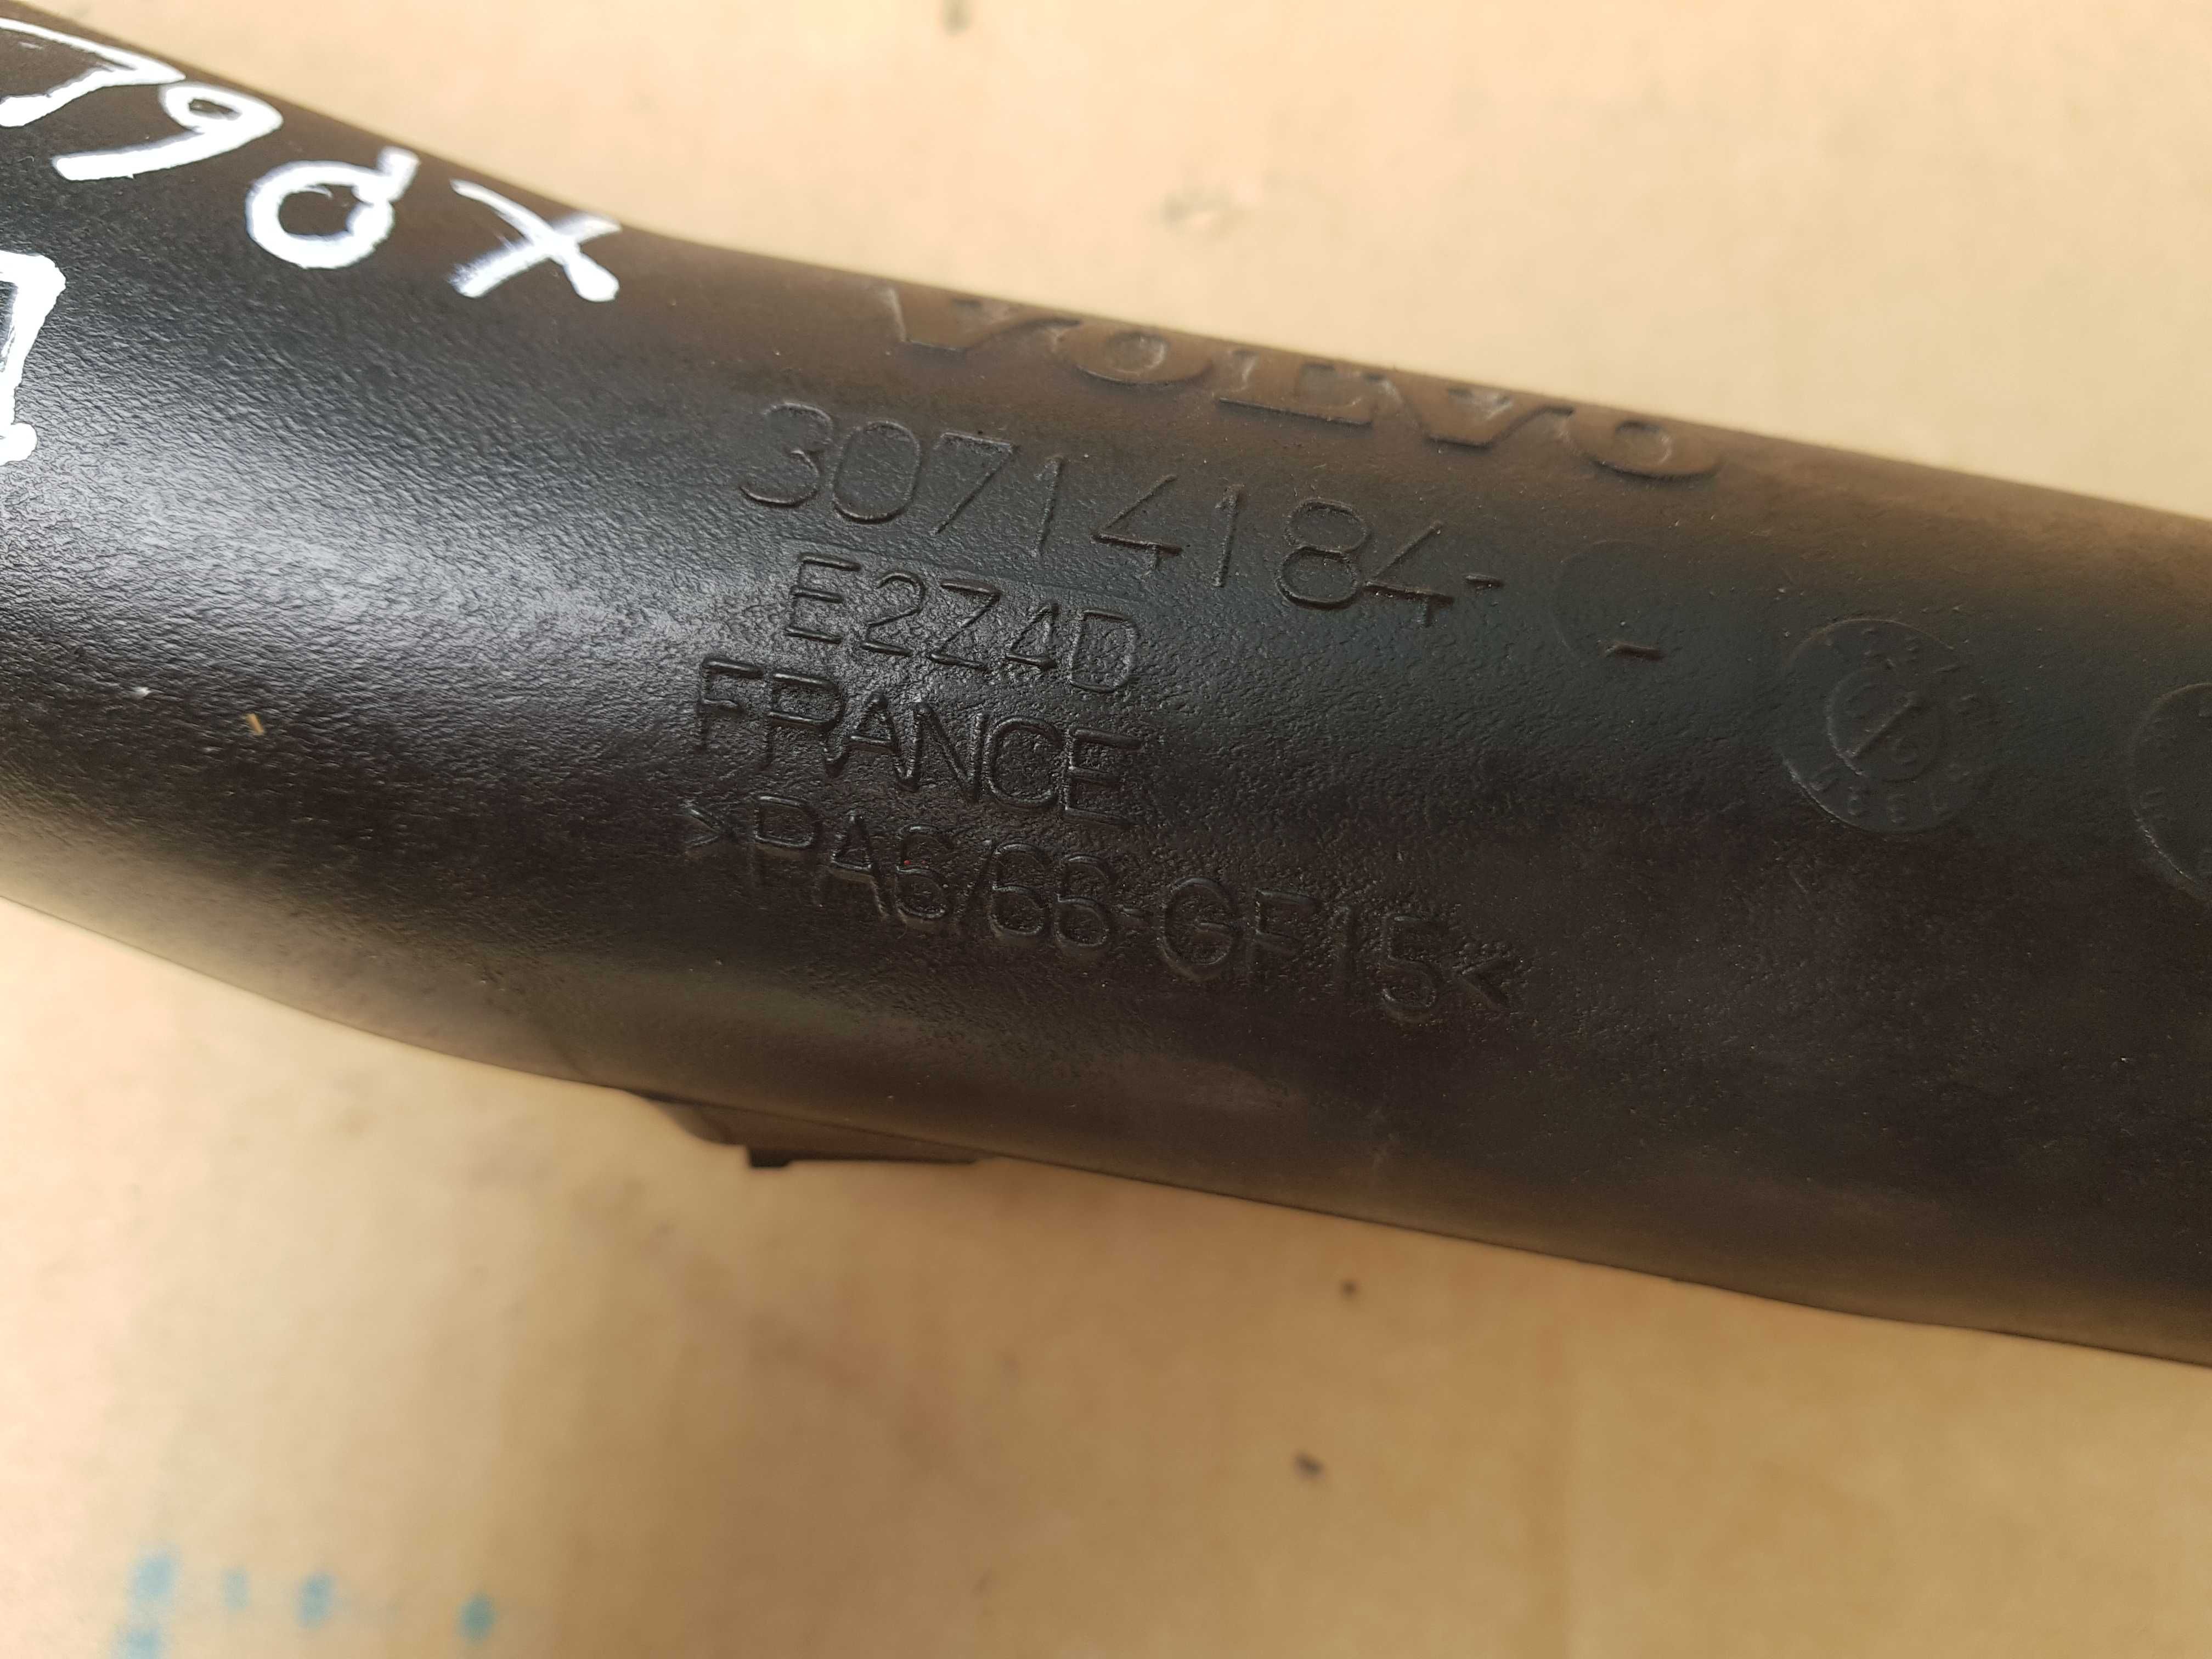 VOLVO
30714184-
-
E2Z4D
FRANCE
>PA6/66-GF15<